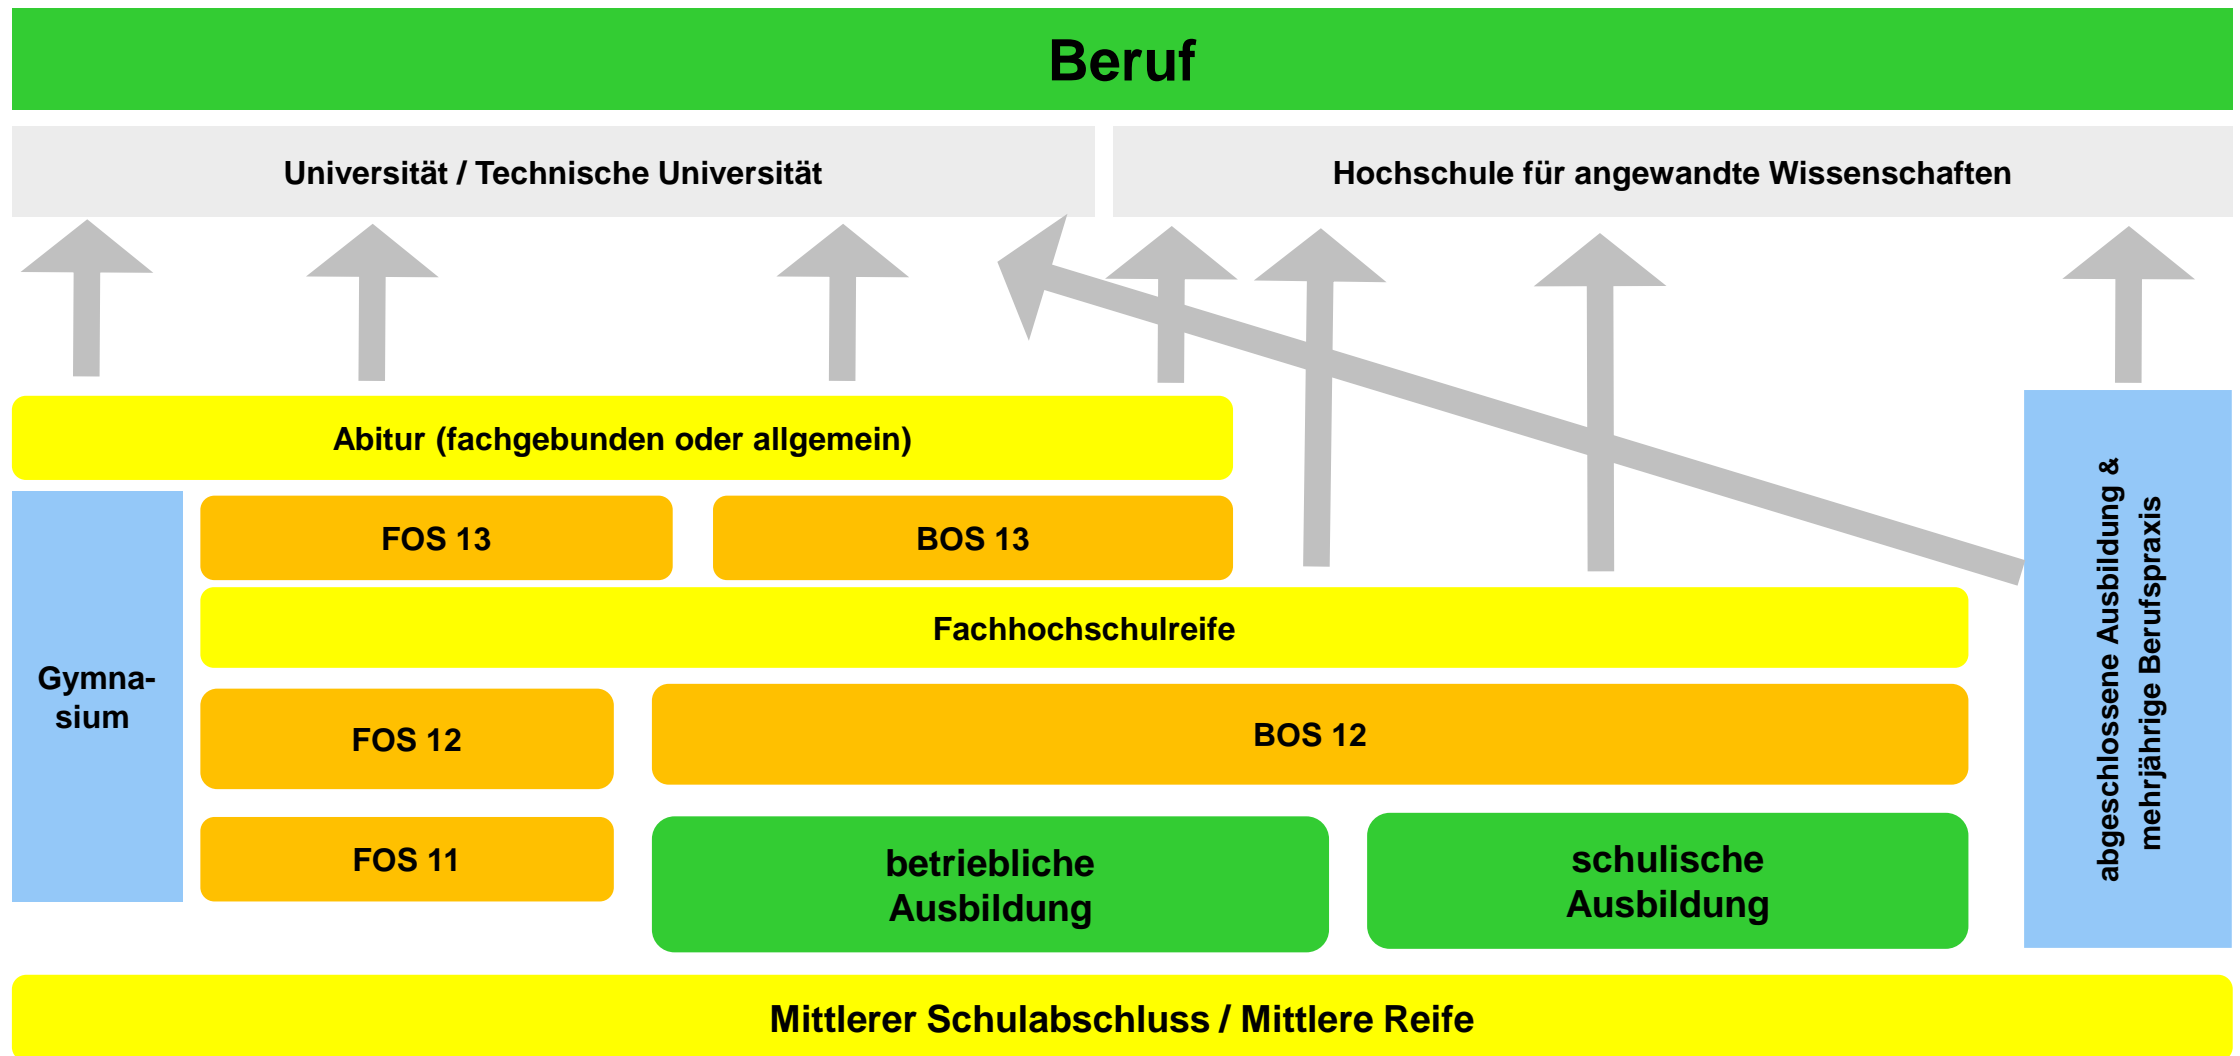 Beruf
Universität / Technische Universität
Hochschule für angewandte Wissenschaften
Abitur (fachgebunden oder allgemein)
FOS 13
BOS 13
Fachhochschulreife
Gymna-
sium
FOS 12
BOS 12
FOS 11
betriebliche
Ausbildung
schulische
Ausbildung
abgeschlossene Ausbildung &
mehrjährige Berufspraxis
Mittlerer Schulabschluss / Mittlere Reife